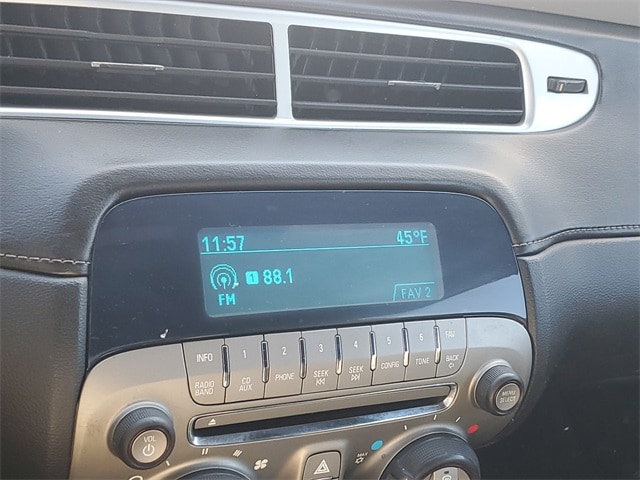 11:57 45°F
1 88.1
FM FAV 2
INFO 1 2 3 4 5 6 FAV
RADIO BAND CD AUX PHONE SEEK SEEK CONFIG TONE BACK
MENU SELECT
VOL
MAX